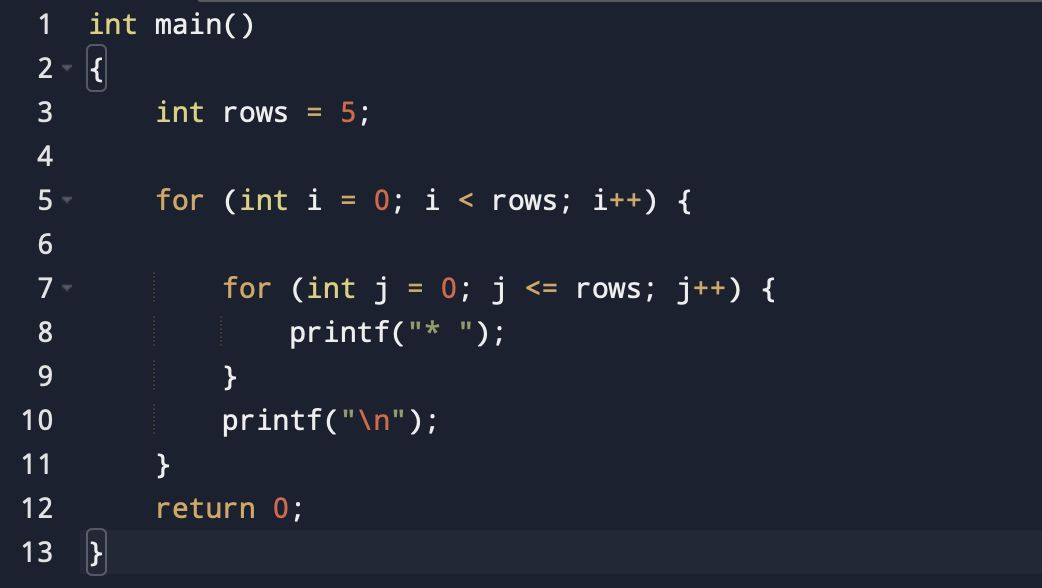 1 int main()
2 {
3     int rows = 5;
4
5     for (int i = 0; i < rows; i++) {
6
7         for (int j = 0; j <= rows; j++) {
8             printf("* ");
9         }
10         printf("\n");
11     }
12     return 0;
13 }